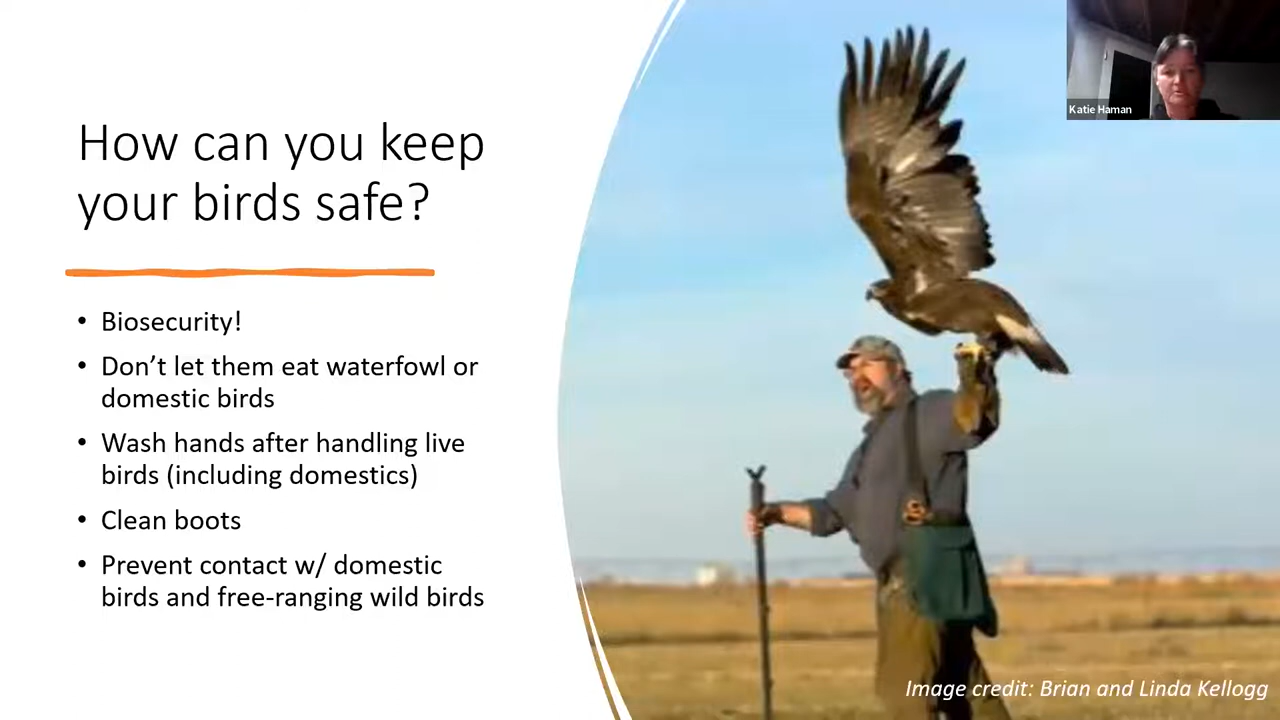 Katie Haman
How can you keep
your birds safe?
• Biosecurity!
• Don’t let them eat waterfowl or
domestic birds
• Wash hands after handling live
birds (including domestics)
• Clean boots
• Prevent contact w/ domestic
birds and free-ranging wild birds
Image credit: Brian and Linda Kellogg